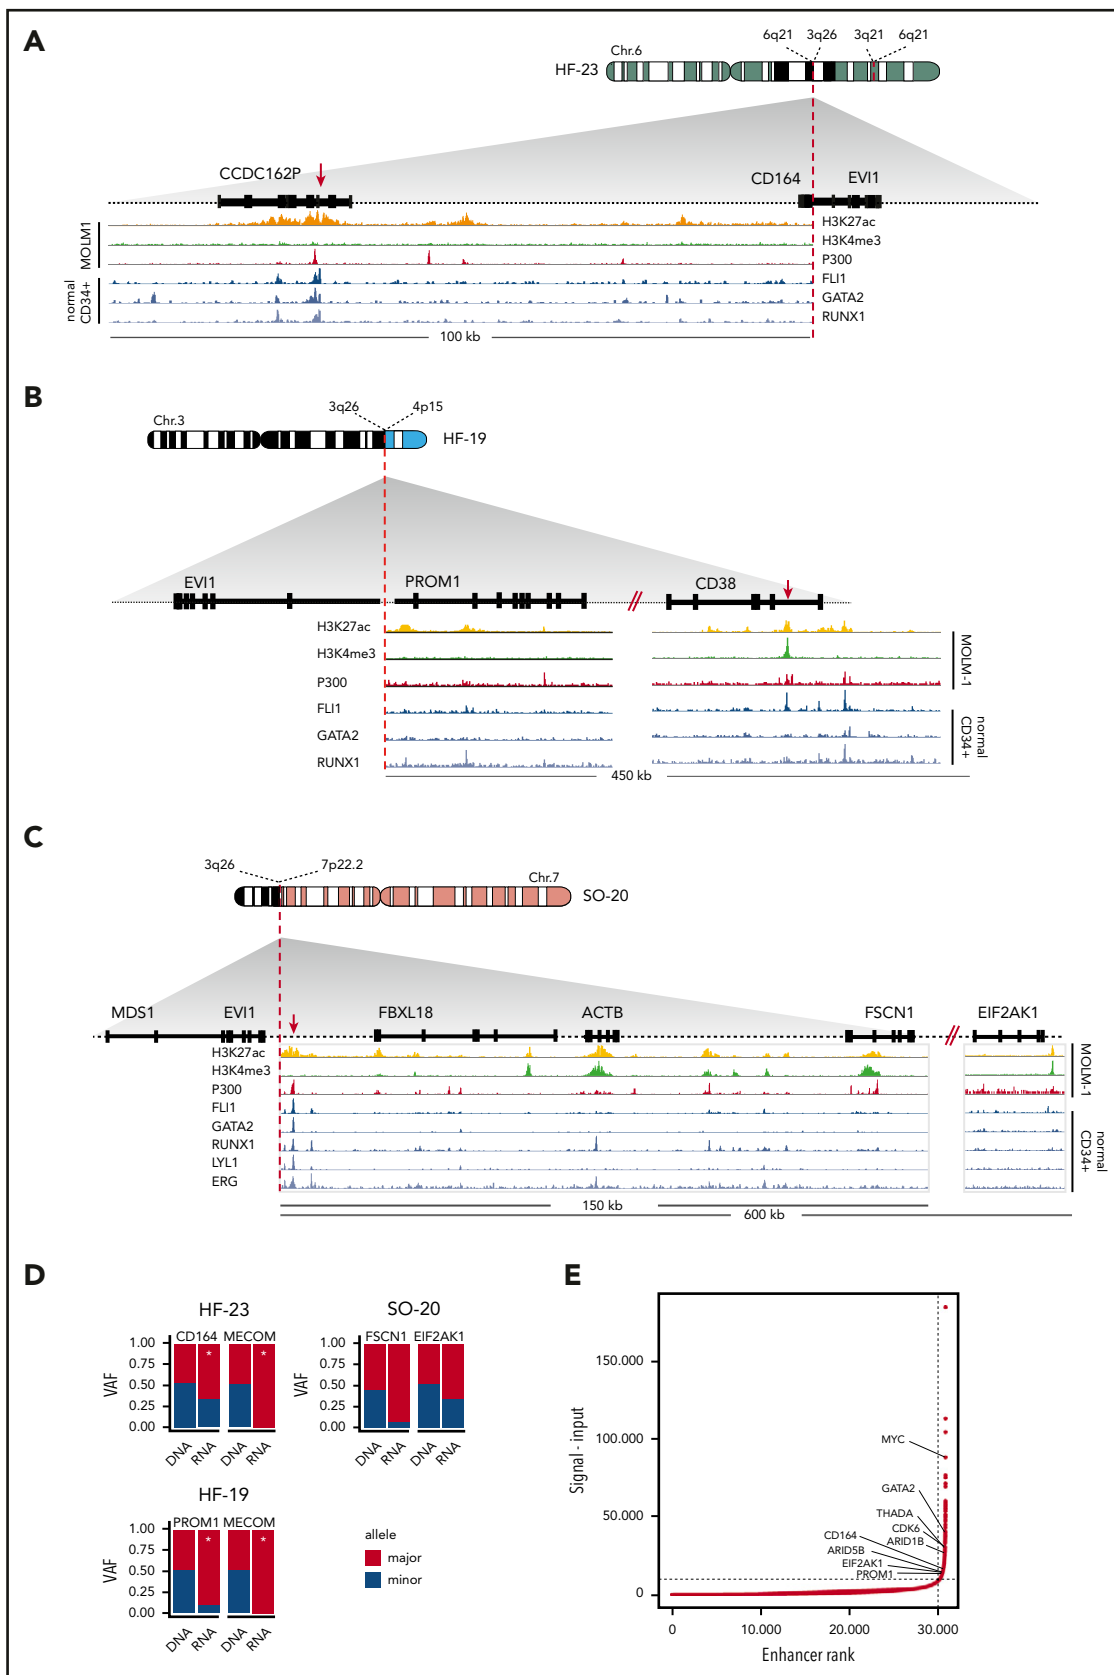 A
6q21 3q26 3q21 6q21
Chr.6
HF-23
CCDC162P
CD164 EVI1
MOLM1
normal CD34+
H3K27ac
H3K4me3
P300
FLI1
GATA2
RUNX1
100 kb
B
3q26 4p15
Chr.3
HF-19
EVI1 PROM1 CD38
H3K27ac
H3K4me3
P300
FLI1
GATA2
RUNX1
MOLM-1
normal CD34+
450 kb
C
3q26 7p22.2
Chr.7
SO-20
MDS1 EVI1 FBXL18 ACTB FSCN1 EIF2AK1
H3K27ac
H3K4me3
P300
FLI1
GATA2
RUNX1
LYL1
ERG
MOLM-1
normal CD34+
150 kb
600 kb
D
HF-23
CD164 MECOM
VAF
1.00
0.75
0.50
0.25
0.00
DNA RNA DNA RNA
SO-20
FSCN1 EIF2AK1
VAF
1.00
0.75
0.50
0.25
0.00
DNA RNA DNA RNA
HF-19
PROM1 MECOM
VAF
1.00
0.75
0.50
0.25
0.00
DNA RNA DNA RNA
* *
* *
allele
major
minor
E
Signal - input
150.000
100.000
50.000
0
MYC
GATA2
THADA
CDK6
ARID1B
CD164
ARID5B
EIF2AK1
PROM1
0 10.000 20.000 30.000
Enhancer rank